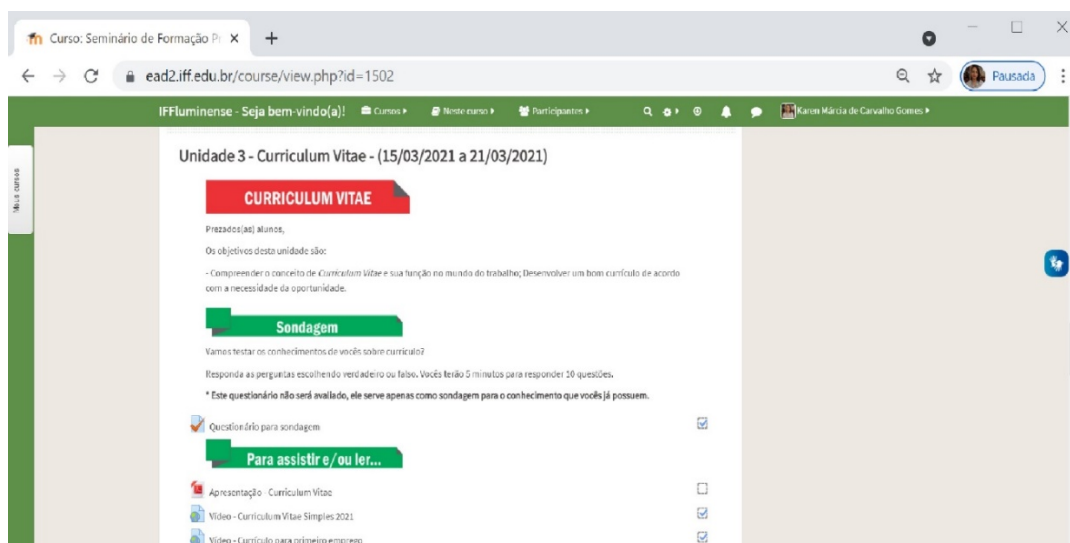 Curso: Seminário de Formação Pr
ead2.iff.edu.br/course/view.php?id=1502
Pausada
IFFluminense - Seja bem-vindo(a)! Cursos Neste curso Participantes Karen Márcia de Carvalho Gomes
Meus cursos
Unidade 3 - Curriculum Vitae - (15/03/2021 a 21/03/2021)
CURRICULUM VITAE
Prezados(as) alunos,
Os objetivos desta unidade são:
- Compreender o conceito de Curriculum Vitae e sua função no mundo do trabalho; Desenvolver um bom currículo de acordo
com a necessidade da oportunidade.
Sondagem
Vamos testar os conhecimentos de vocês sobre currículo?
Responda as perguntas escolhendo verdadeiro ou falso. Vocês terão 5 minutos para responder 10 questões.
* Este questionário não será avaliado, ele serve apenas como sondagem para o conhecimento que vocês já possuem.
Questionário para sondagem
Para assistir e/ou ler...
Apresentação - Curriculum Vitae
Vídeo - Curriculum Vitae Simples 2021
Vídeo - Currículo para primeiro emprego